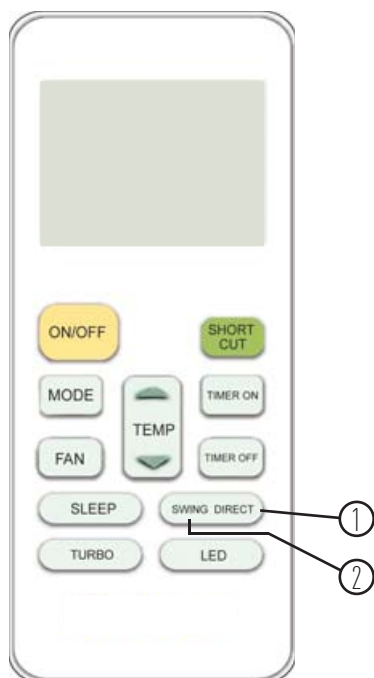 ON/OFF
SHORT
CUT
MODE
TEMP
TIMER ON
FAN
TIMER OFF
SLEEP
SWING DIRECT
TURBO
LED
1
2